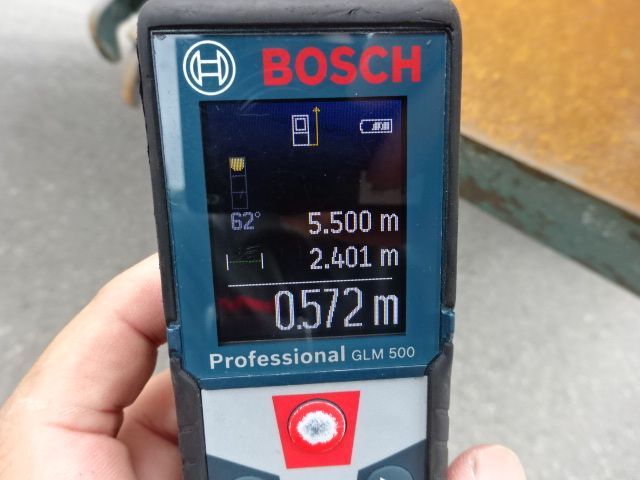 BOSCH
62° 5.500 m
2.401 m
0.572 m
Professional GLM 500